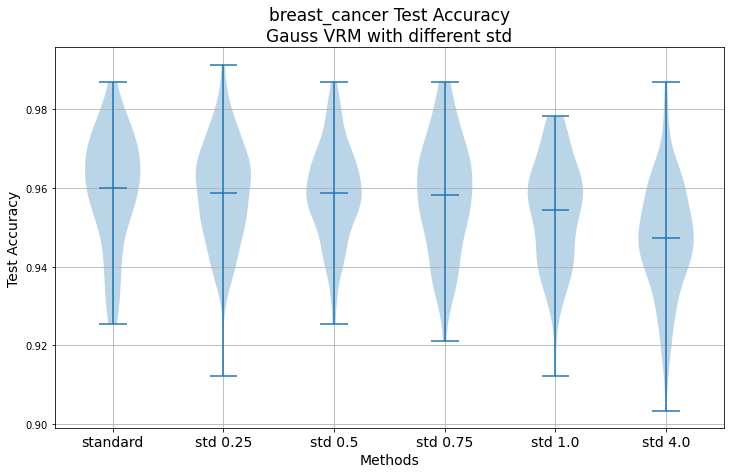 breast_cancer Test Accuracy
Gauss VRM with different std
0.98
0.96
0.94
0.92
0.90
Test Accuracy
standard
std 0.25
std 0.5
std 0.75
std 1.0
std 4.0
Methods